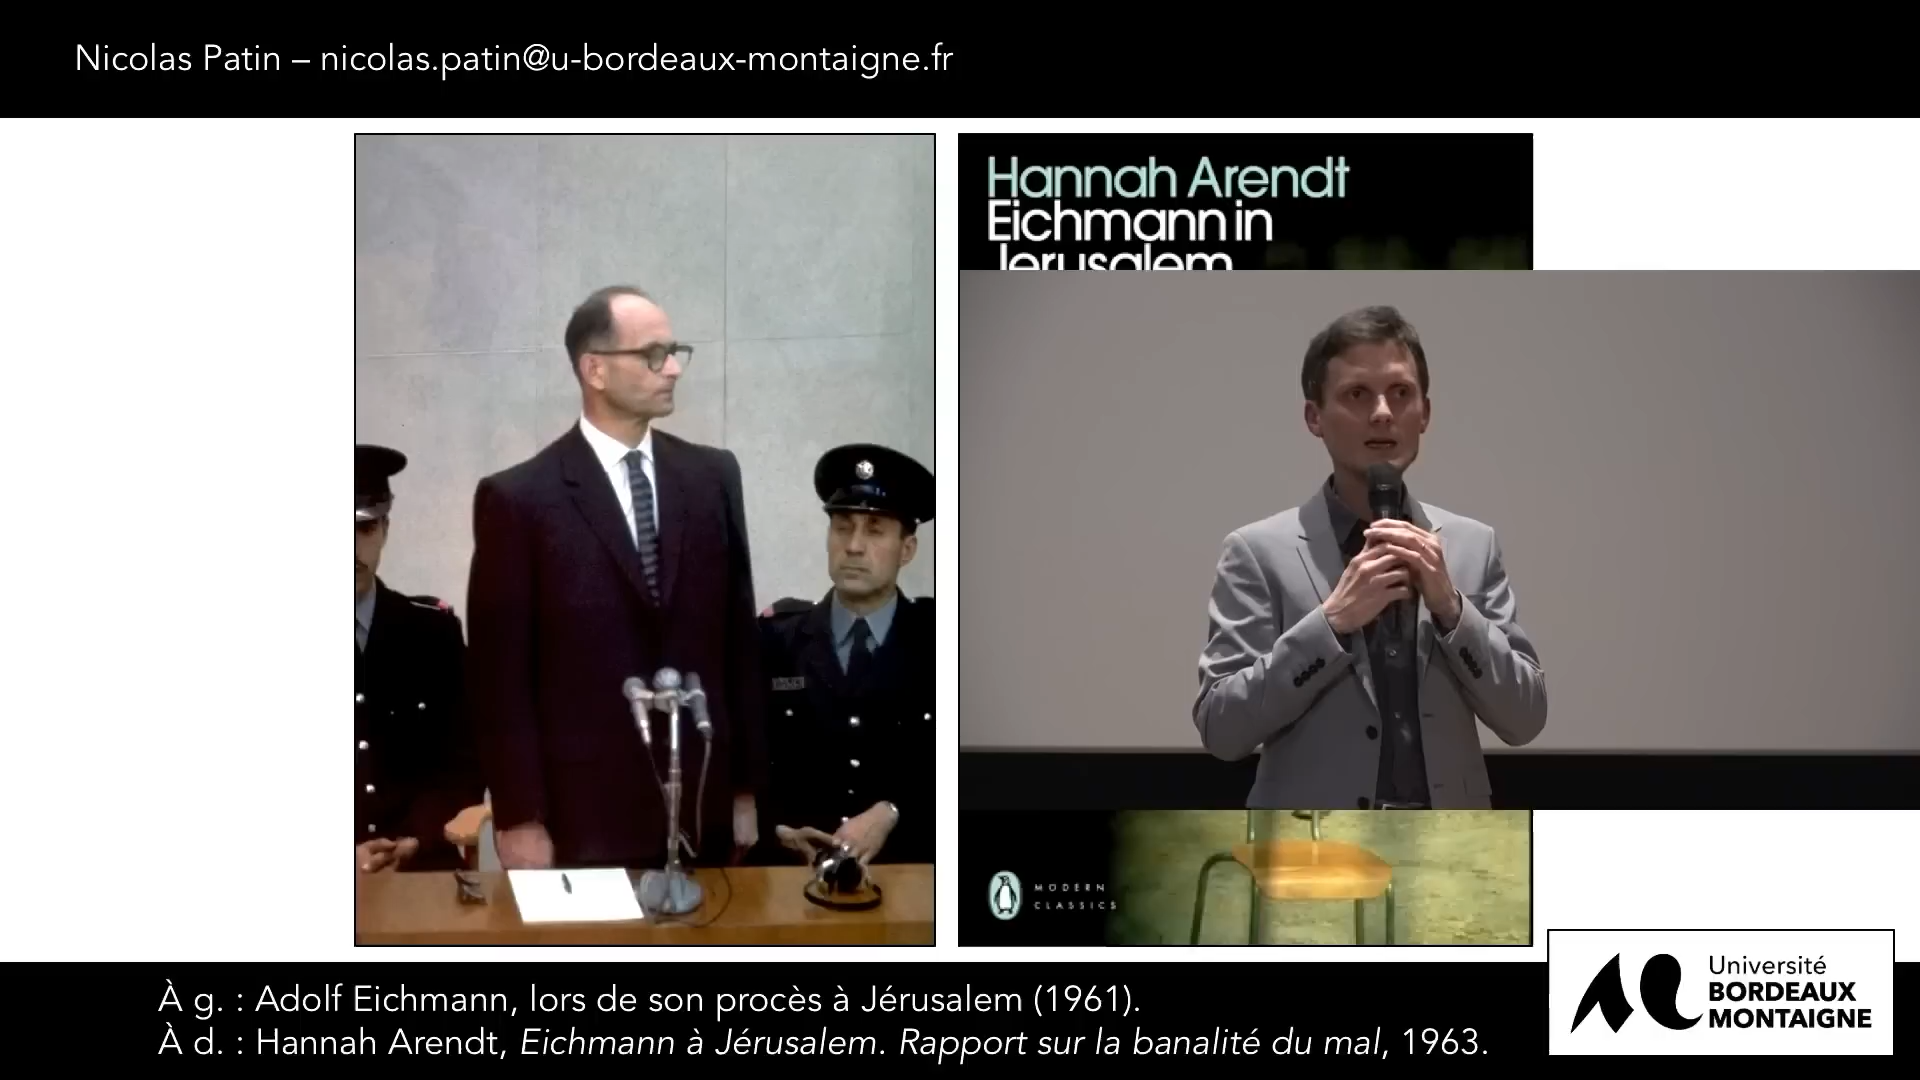 Nicolas Patin – nicolas.patin@u-bordeaux-montaigne.fr
Hannah Arendt
Eichmann in
Jerusalem
MODERN
CLASSICS
À g. : Adolf Eichmann, lors de son procès à Jérusalem (1961).
À d. : Hannah Arendt, Eichmann à Jérusalem. Rapport sur la banalité du mal, 1963.
Université
BORDEAUX
MONTAIGNE